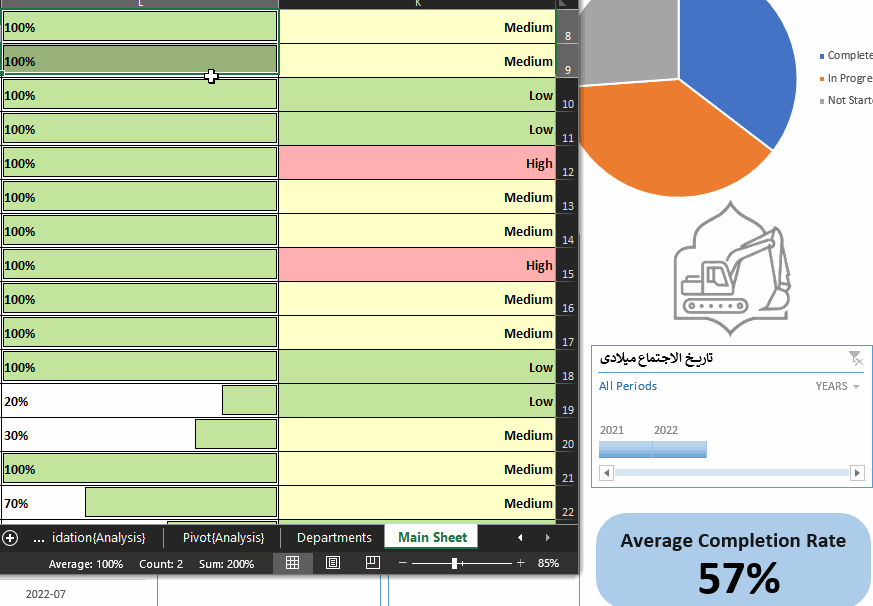 L K
100% Medium 8
100% Medium 9
100% Low 10
100% Low 11
100% High 12
100% Medium 13
100% Medium 14
100% High 15
100% Medium 16
100% Medium 17
100% Low 18
20% Low 19
30% Medium 20
100% Medium 21
70% Medium 22
... idation{Analysis} Pivot{Analysis} Departments Main Sheet
Average: 100% Count: 2 Sum: 200% 85%
2022-07
Complete
In Progre
Not Start
تاريخ الاجتماع ميلادى
All Periods YEARS
2021 2022
Average Completion Rate
57%